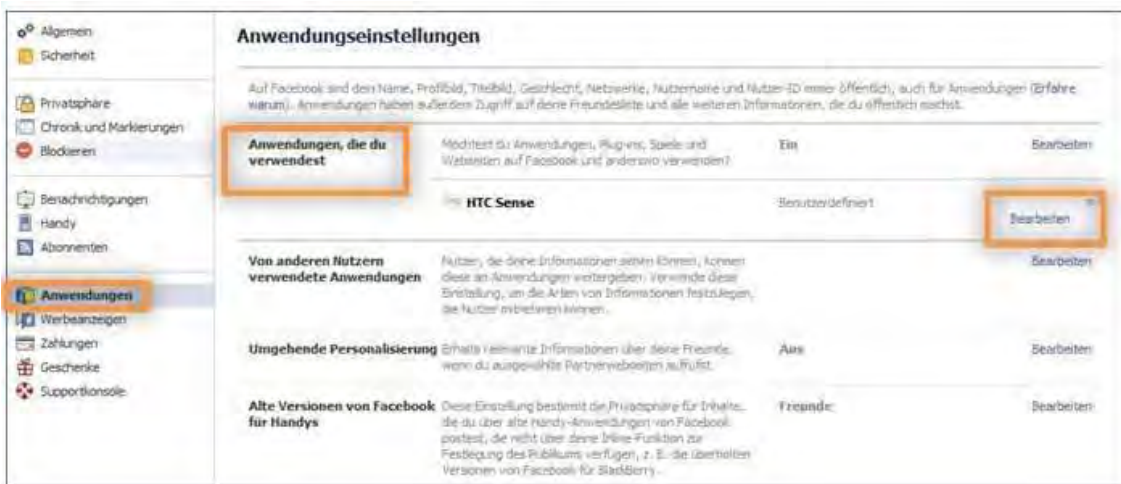 Allgemein
Sicherheit
Privatsphäre
Chronik und Markierungen
Blockieren
Benachrichtigungen
Handy
Abonnenten
Anwendungen
Werbeanzeigen
Zahlungen
Geschenke
Supportkonsole
Anwendungseinstellungen
Auf Facebook sind dein Name, Profilbild, Titelbild, Geschlecht, Netzwerke, Nutzername und Nutzer-ID immer öffentlich, auch für Anwendungen (Erfahre
warum). Anwendungen haben außerdem Zugriff auf deine Freundesliste und alle weiteren Informationen, die du öffentlich machst.
Anwendungen, die du
verwendest
Möchtest du Anwendungen, Plug-ins, Spiele und
Webseiten auf Facebook und anderswo verwenden?
Ein
Bearbeiten
HTC Sense
Benutzerdefiniert
Bearbeiten
Von anderen Nutzern
verwendete Anwendungen
Nutzer, die deine Informationen sehen können, können
diese an Anwendungen weitergeben. Verwende diese
Einstellung, um die Arten von Informationen festzulegen,
die Nutzer mitnehmen können.
Bearbeiten
Umgehende Personalisierung
Erhalte relevante Informationen über deine Freunde,
wenn du ausgewählte Partnerwebseiten aufrufst.
Aus
Bearbeiten
Alte Versionen von Facebook
für Handys
Diese Einstellung bestimmt die Privatsphäre für Inhalte,
die du über alte Handy-Anwendungen von Facebook
postest, die nicht über deine Inline-Funktion zur
Festlegung des Publikums verfügen, z. B. die überholten
Versionen von Facebook für BlackBerry.
Freunde
Bearbeiten